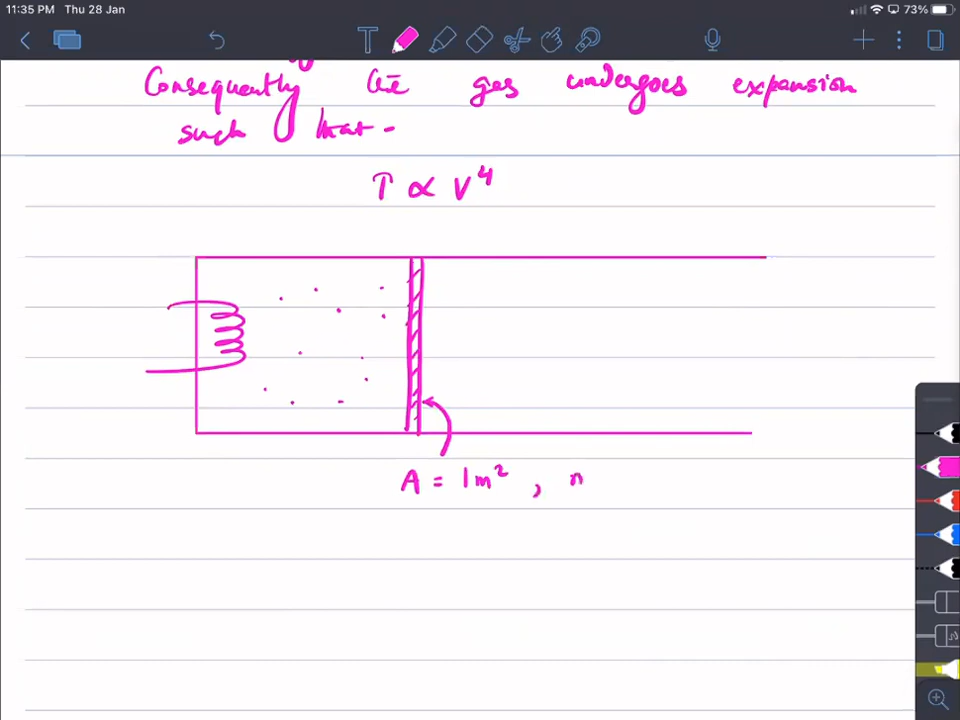 11:35 PM Thu 28 Jan 73%
T
Consequently the gas undergoes expansion
such that -
T ∝ V⁴
A = 1m² , m